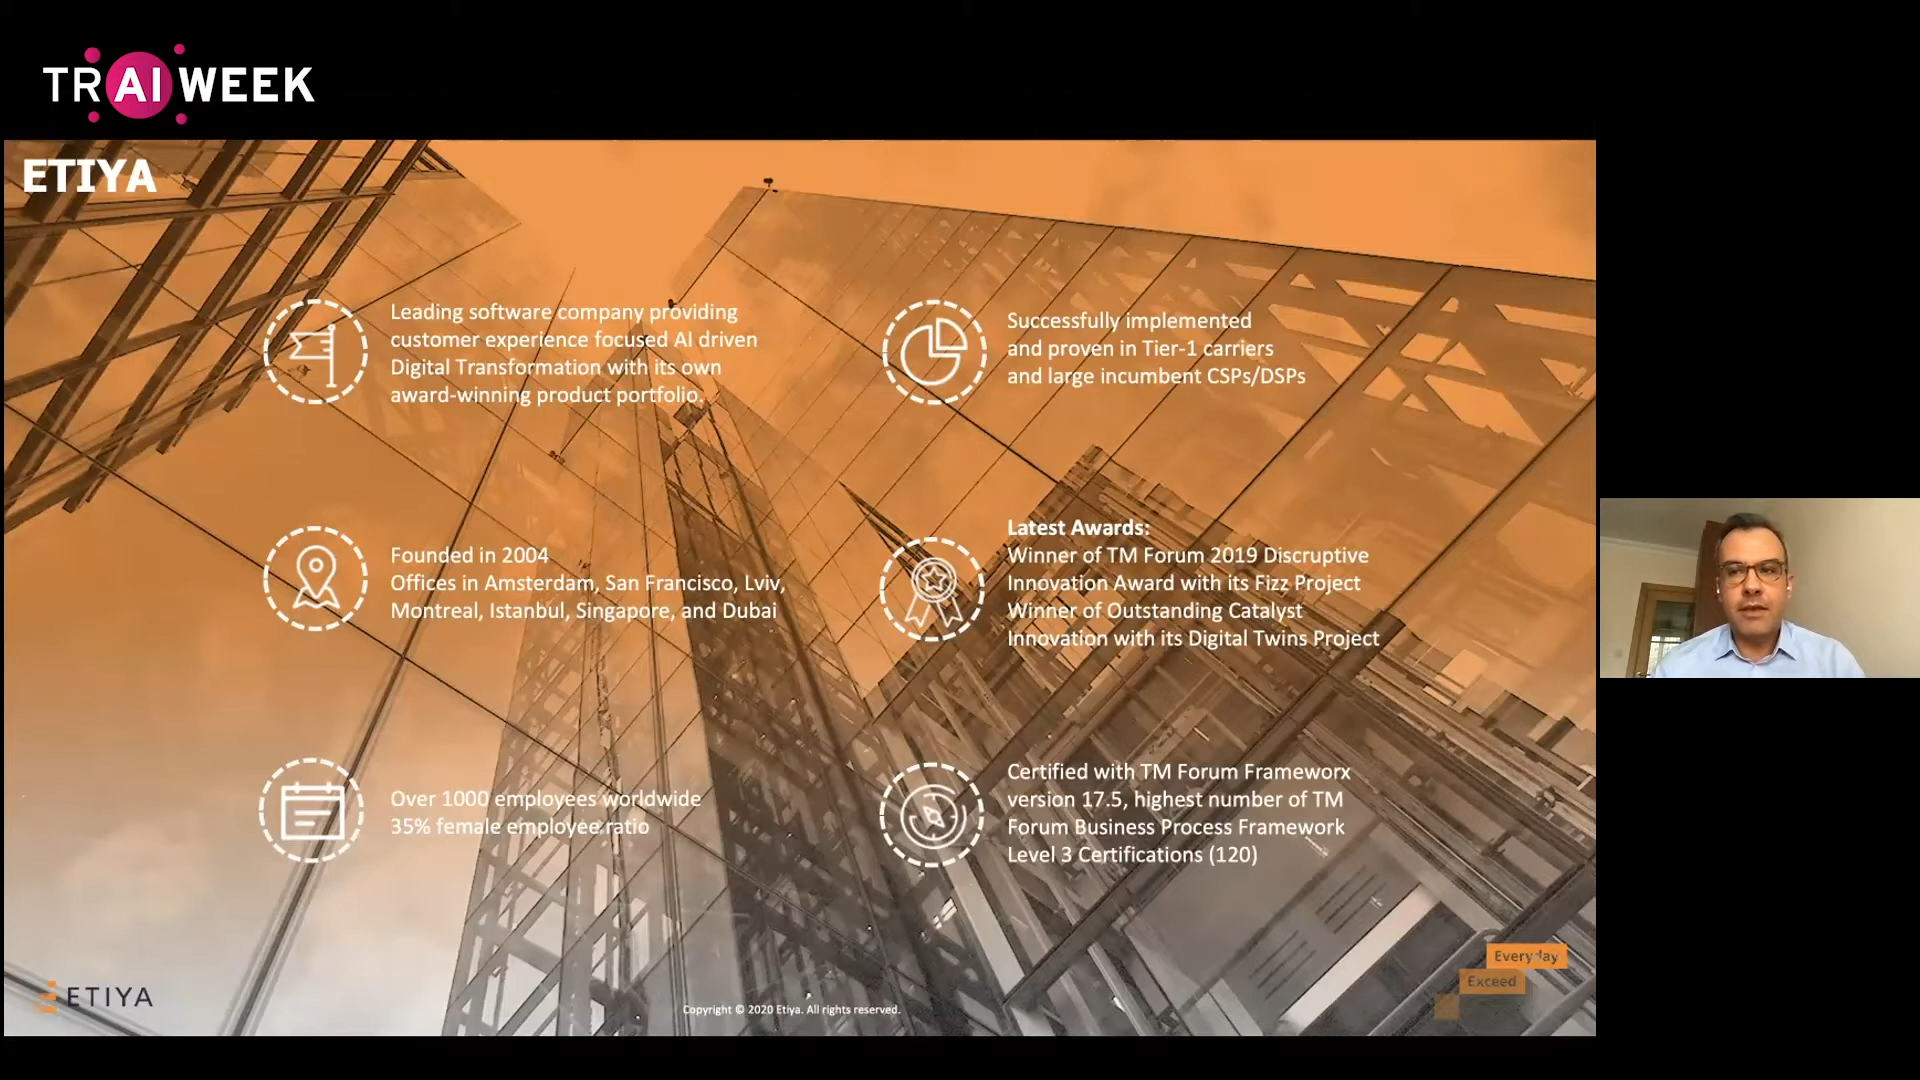 TRAI WEEK
ETIYA
Leading software company providing
customer experience focused AI driven
Digital Transformation with its own
award-winning product portfolio.
Successfully implemented
and proven in Tier-1 carriers
and large incumbent CSPs/DSPs
Founded in 2004
Offices in Amsterdam, San Francisco, Lviv,
Montreal, Istanbul, Singapore, and Dubai
Latest Awards:
Winner of TM Forum 2019 Discruptive
Innovation Award with its Fizz Project
Winner of Outstanding Catalyst
Innovation with its Digital Twins Project
Over 1000 employees worldwide
35% female employee ratio
Certified with TM Forum Frameworx
version 17.5, highest number of TM
Forum Business Process Framework
Level 3 Certifications (120)
Everyday
Exceed
ETIYA
Copyright © 2020 Etiya. All rights reserved.